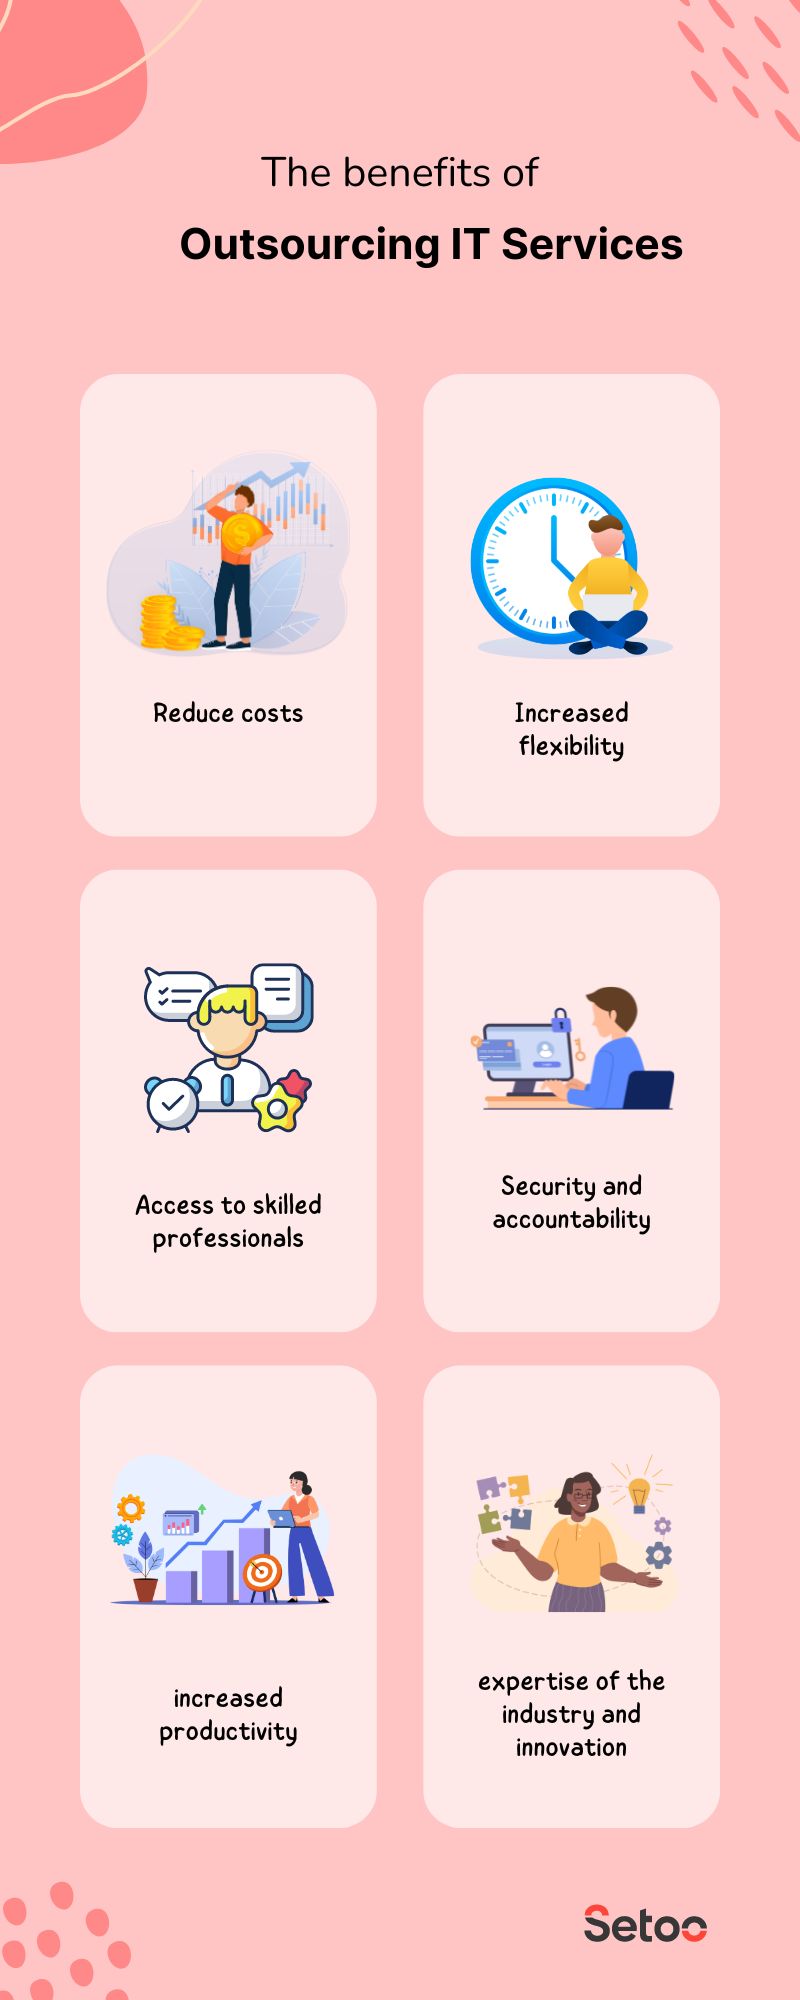 The benefits of
Outsourcing IT Services
Reduce costs
Increased
flexibility
Access to skilled
professionals
Security and
accountability
increased
productivity
expertise of the
industry and
innovation
Setoo